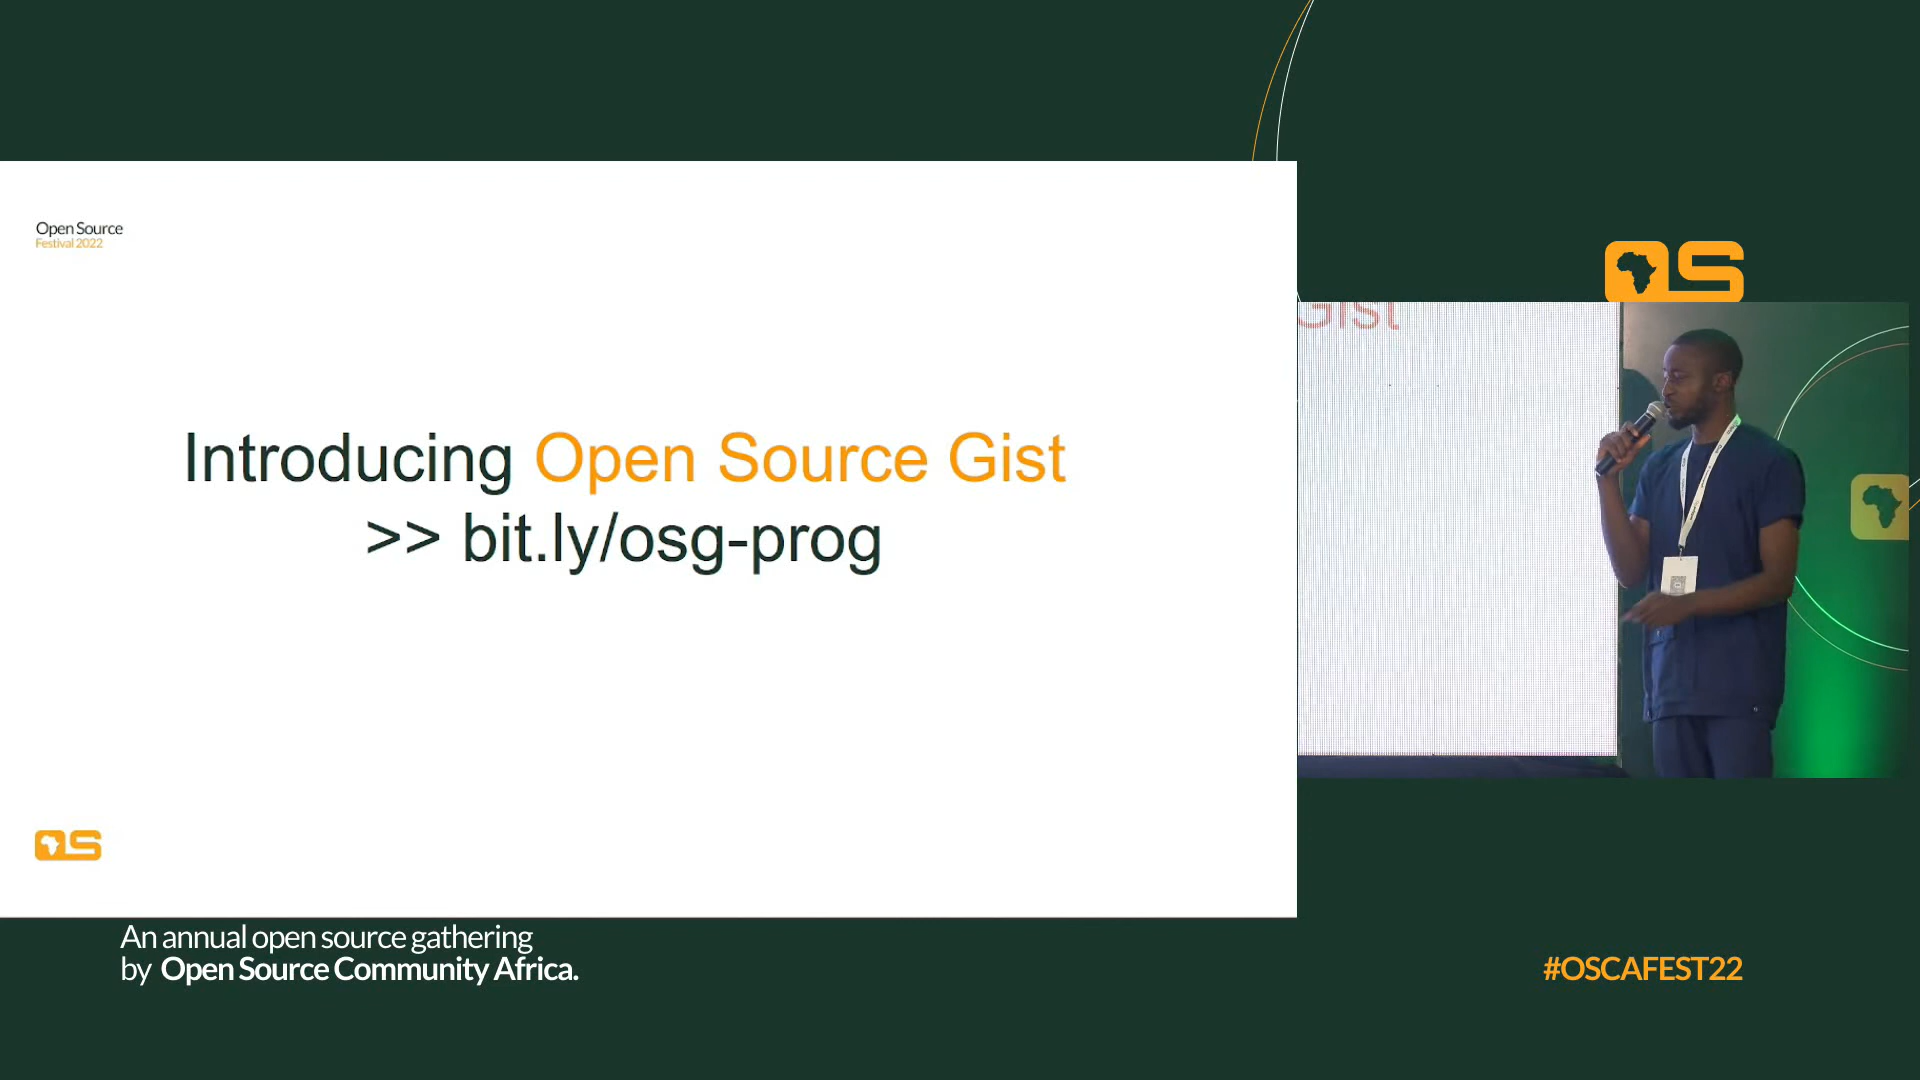 Open Source
Festival 2022
Introducing Open Source Gist
>> bit.ly/osg-prog
Gist
An annual open source gathering
by Open Source Community Africa.
#OSCAFEST22